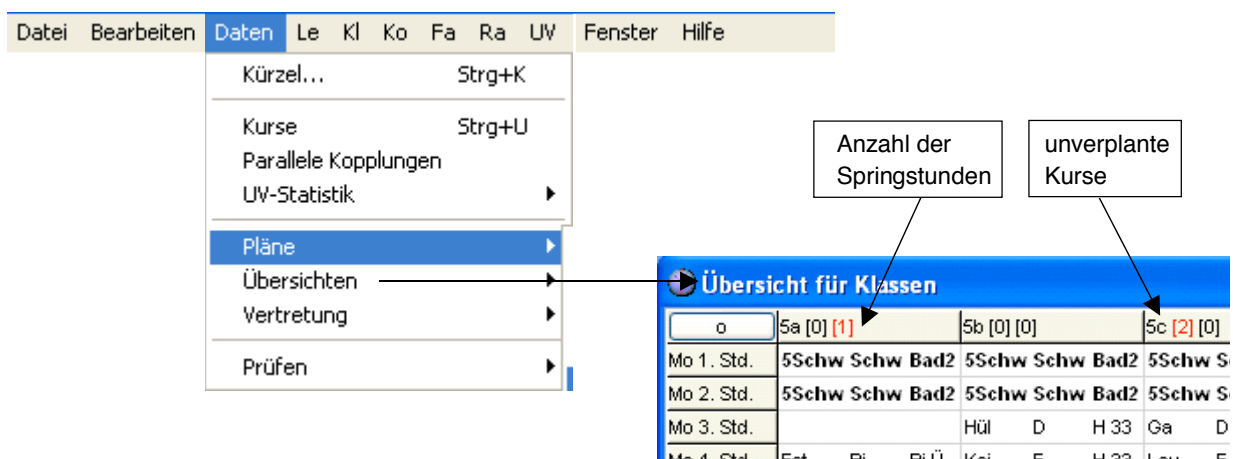 Datei Bearbeiten Daten Le Kl Ko Fa Ra UV Fenster Hilfe
Kürzel... Strg+K
Kurse Strg+U
Parallele Kopplungen
UV-Statistik
Pläne
Übersichten
Vertretung
Prüfen
Anzahl der
Springstunden
unverplante
Kurse
Übersicht für Klassen
o 5a [0] [1] 5b [0] [0] 5c [2] [0]
Mo 1. Std. 5Schw Schw Bad2 5Schw Schw Bad2 5Schw
Mo 2. Std. 5Schw Schw Bad2 5Schw Schw Bad2 5Schw
Mo 3. Std. Hül D H 33 Ga D
Mo 4. Std.